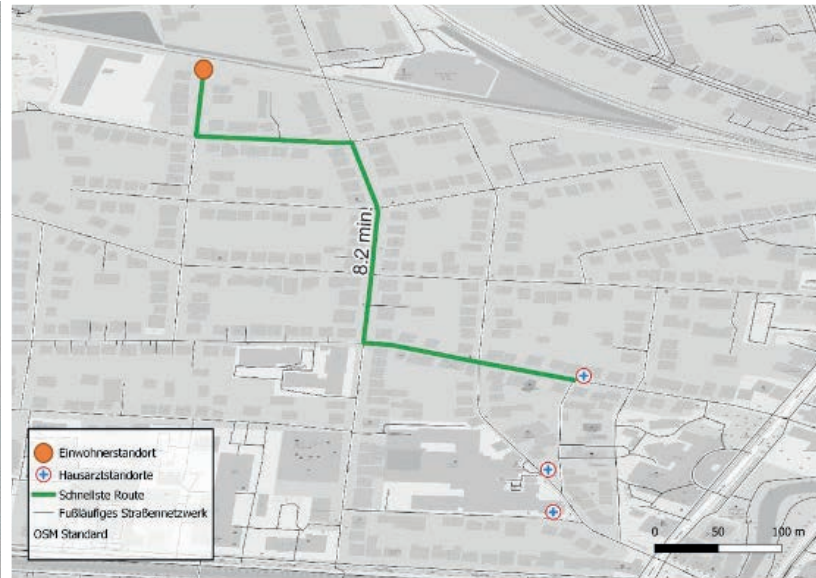 8.2 min.
Einwohnerstandort
Hausarztstandorte
Schnellste Route
Fußläufiges Straßennetzwerk
OSM Standard
0 50 100 m